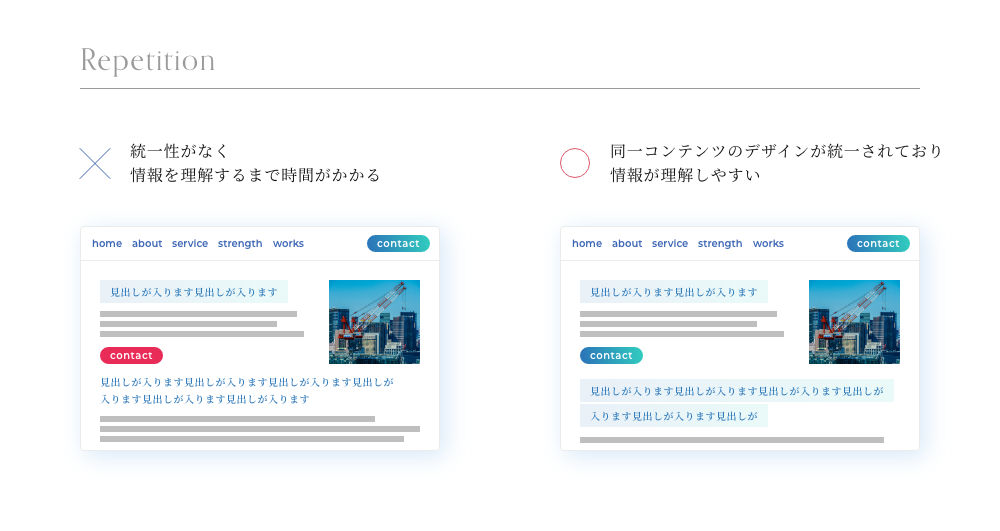 Repetition
統一性がなく
情報を理解するまで時間がかかる
home about service strength works contact
見出しが入ります見出しが入ります
contact
見出しが入ります見出しが入ります見出しが入ります見出しが
入ります見出しが入ります見出しが入ります
同一コンテンツのデザインが統一されており
情報が理解しやすい
home about service strength works contact
見出しが入ります見出しが入ります
contact
見出しが入ります見出しが入ります見出しが入ります見出しが
入ります見出しが入ります見出しが